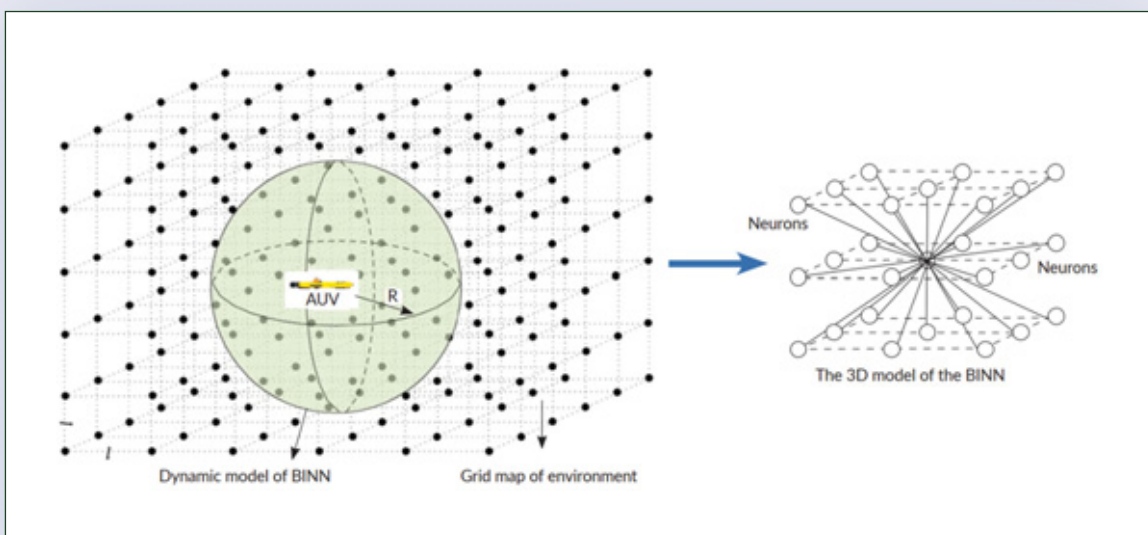 AUV
R
Dynamic model of BINN
Grid map of environment
Neurons
Neurons
The 3D model of the BINN